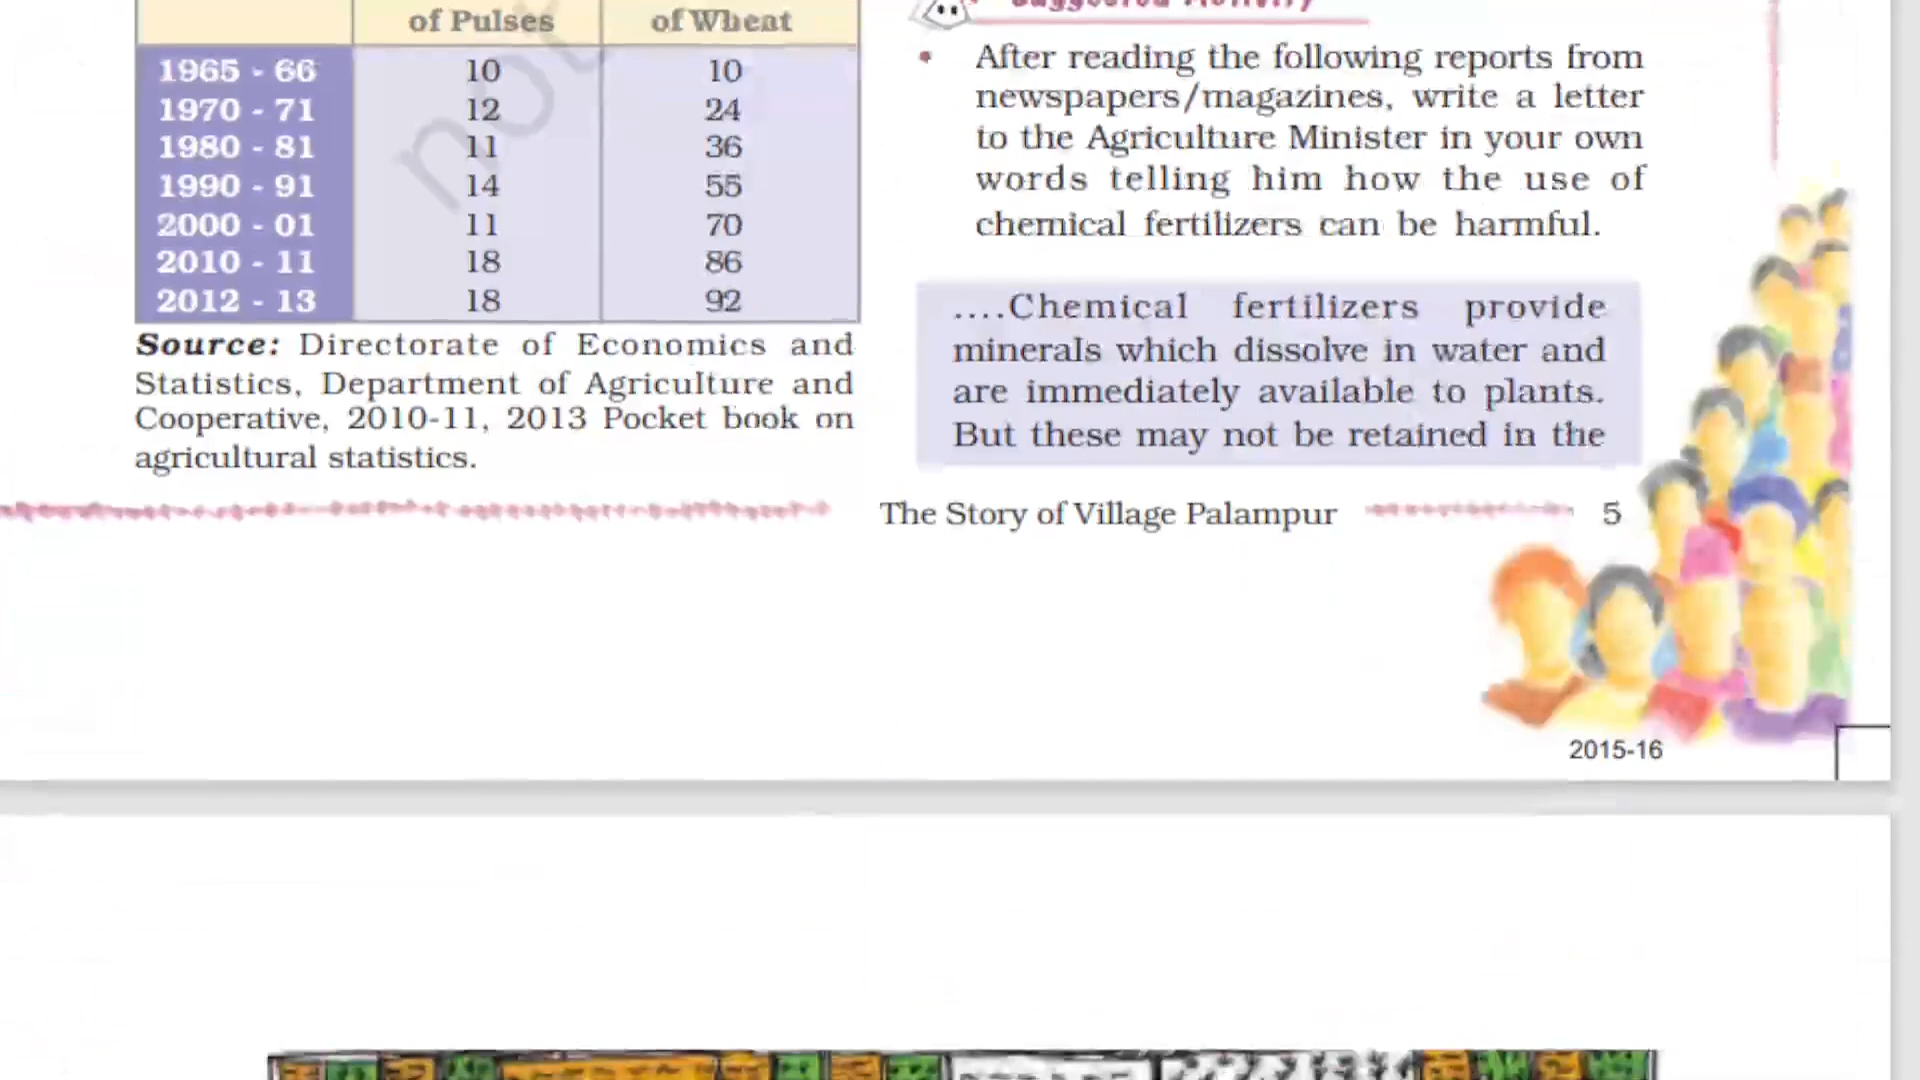 of Pulses of Wheat
1965 - 66 10 10
1970 - 71 12 24
1980 - 81 11 36
1990 - 91 14 55
2000 - 01 11 70
2010 - 11 18 86
2012 - 13 18 92
Source: Directorate of Economics and
Statistics, Department of Agriculture and
Cooperative, 2010-11, 2013 Pocket book on
agricultural statistics.
not
Suggested Activity
• After reading the following reports from
newspapers/magazines, write a letter
to the Agriculture Minister in your own
words telling him how the use of
chemical fertilizers can be harmful.
....Chemical fertilizers provide
minerals which dissolve in water and
are immediately available to plants.
But these may not be retained in the
The Story of Village Palampur 5
2015-16